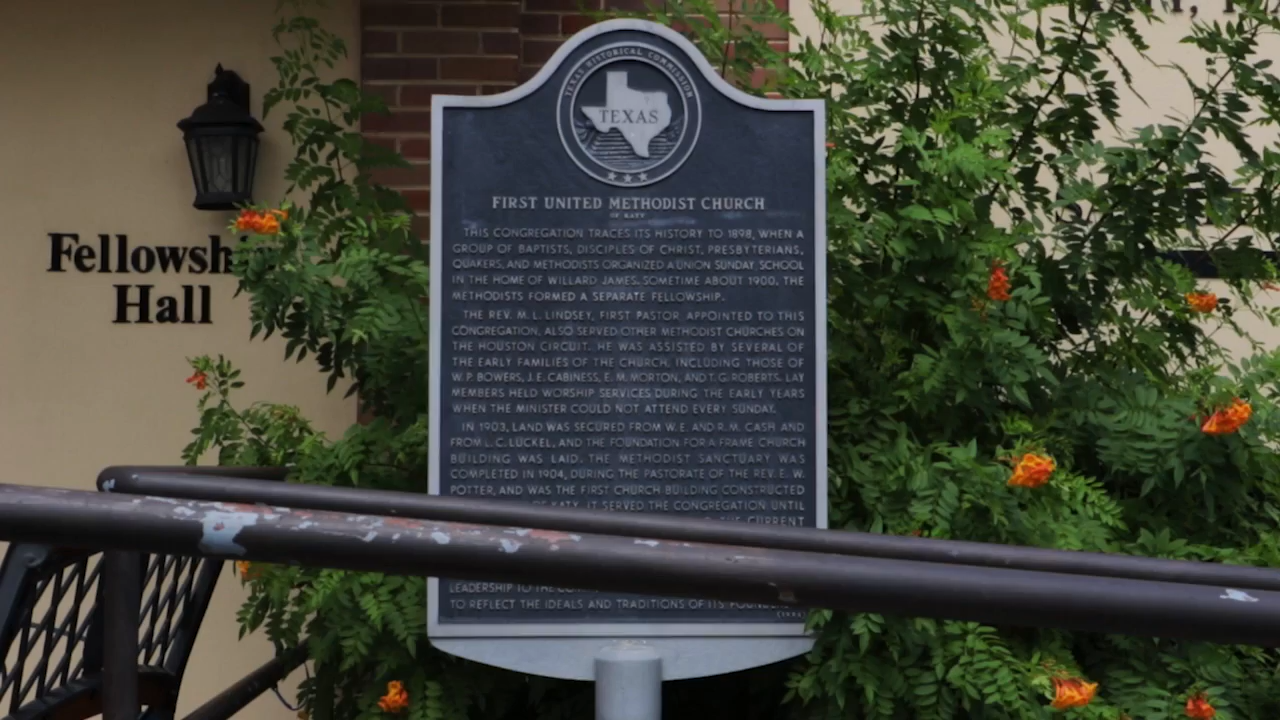 Fellowship
Hall
TEXAS HISTORICAL COMMISSION
TEXAS
FIRST UNITED METHODIST CHURCH
OF KATY
THIS CONGREGATION TRACES ITS HISTORY TO 1898, WHEN A
GROUP OF BAPTISTS, DISCIPLES OF CHRIST, PRESBYTERIANS,
QUAKERS, AND METHODISTS ORGANIZED A UNION SUNDAY SCHOOL
IN THE HOME OF WILLARD JAMES. SOMETIME ABOUT 1900, THE
METHODISTS FORMED A SEPARATE FELLOWSHIP.
THE REV. M. L. LINDSEY, FIRST PASTOR APPOINTED TO THIS
CONGREGATION, ALSO SERVED OTHER METHODIST CHURCHES ON
THE HOUSTON CIRCUIT. HE WAS ASSISTED BY SEVERAL OF
THE EARLY FAMILIES OF THE CHURCH, INCLUDING THOSE OF
W. P. BOWERS, J. E. CABINESS, E. M. MORTON, AND T. G. ROBERTS. LAY
MEMBERS HELD WORSHIP SERVICES DURING THE EARLY YEARS
WHEN THE MINISTER COULD NOT ATTEND EVERY SUNDAY.
IN 1903, LAND WAS SECURED FROM W. E. AND R. M. CASH AND
FROM L. C. LUCKEL, AND THE FOUNDATION FOR A FRAME CHURCH
BUILDING WAS LAID. THE METHODIST SANCTUARY WAS
COMPLETED IN 1904, DURING THE PASTORATE OF THE REV. E. W.
POTTER, AND WAS THE FIRST CHURCH BUILDING CONSTRUCTED
OF KATY. IT SERVED THE CONGREGATION UNTIL
THE CURRENT
LEADERSHIP TO THE
TO REFLECT THE IDEALS AND TRADITIONS OF ITS